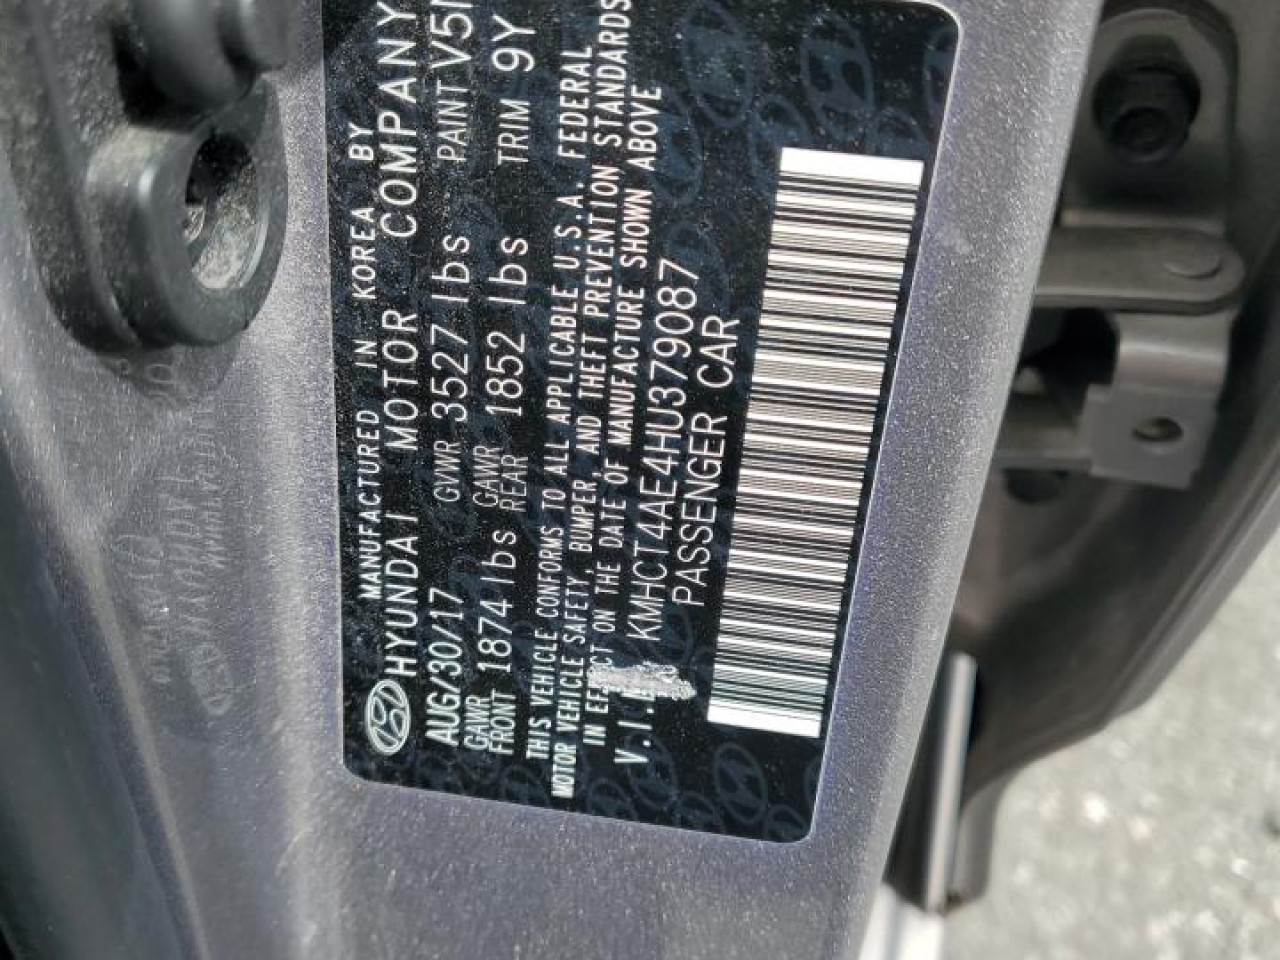 MANUFACTURED IN KOREA BY
HYUNDAI MOTOR COMPANY
AUG/30/17 GVWR 3527 lbs PAINT V5
GAWR FRONT 1874 lbs GAWR REAR 1852 lbs TRIM 9Y
THIS VEHICLE CONFORMS TO ALL APPLICABLE U.S.A. FEDERAL
MOTOR VEHICLE SAFETY, BUMPER, AND THEFT PREVENTION STANDARDS
IN EFFECT ON THE DATE OF MANUFACTURE SHOWN ABOVE
V.I. KMHCT4AE4HU379087
PASSENGER CAR